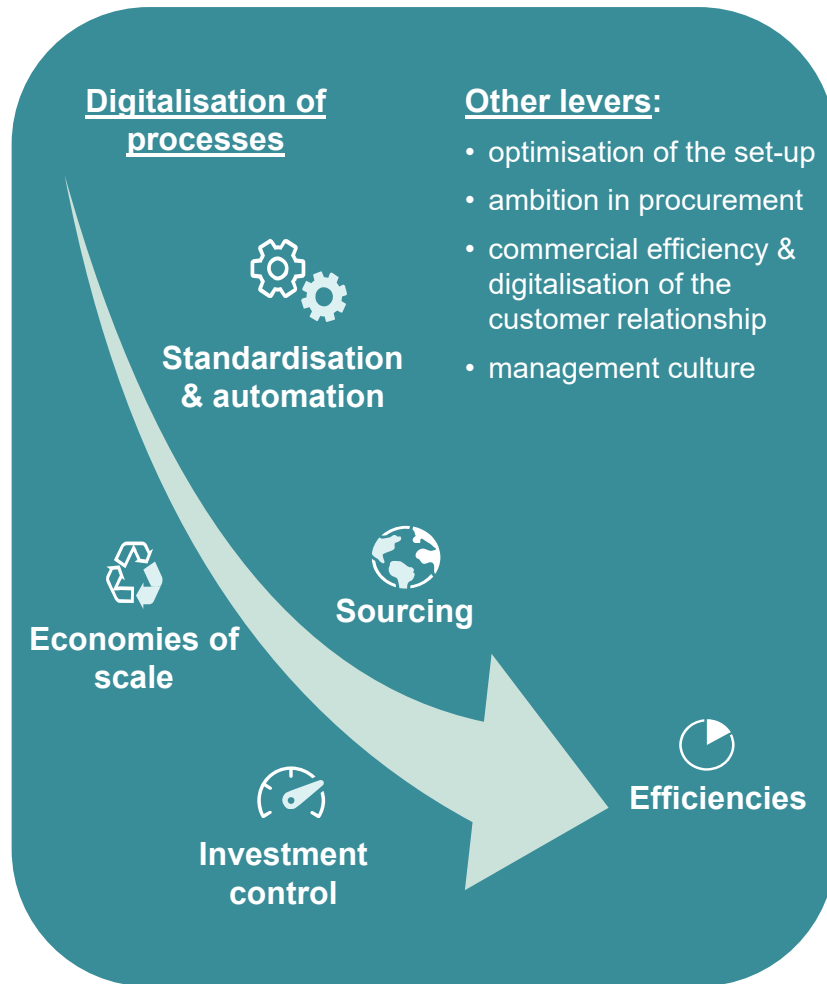 Digitalisation of
processes
Other levers:
• optimisation of the set-up
• ambition in procurement
• commercial efficiency &
digitalisation of the
customer relationship
• management culture
Standardisation
& automation
Sourcing
Economies of
scale
Efficiencies
Investment
control